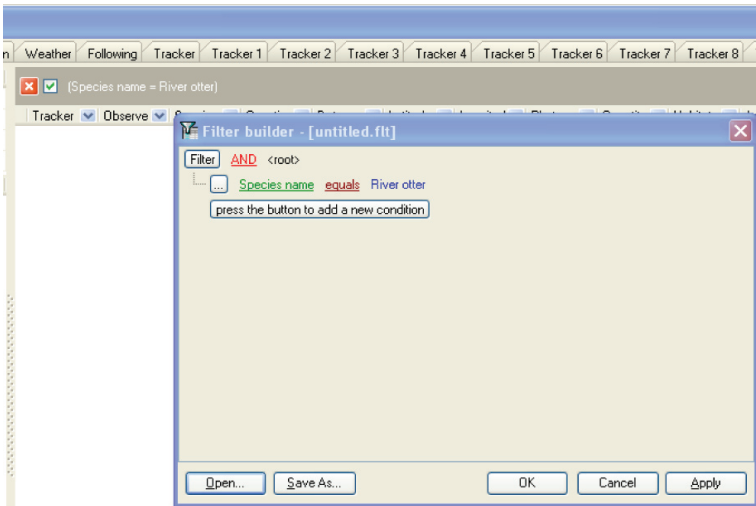 n Weather Following Tracker Tracker 1 Tracker 2 Tracker 3 Tracker 4 Tracker 5 Tracker 6 Tracker 7 Tracker 8
(Species name = River otter)
Tracker Observe
Filter builder - [untitled.flt]
Filter AND <root>
... Species name equals River otter
press the button to add a new condition
Open... Save As... OK Cancel Apply